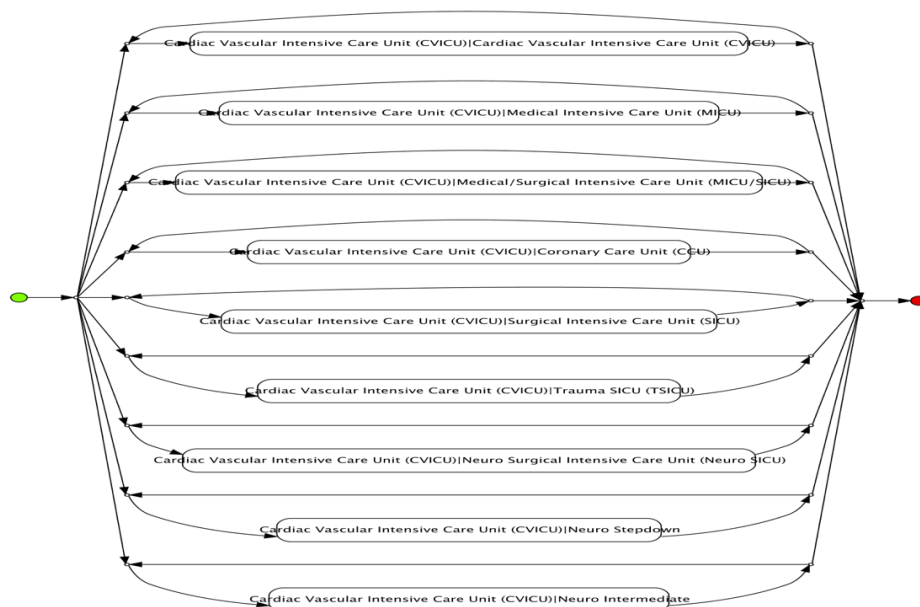 Cardiac Vascular Intensive Care Unit (CVICU)|Cardiac Vascular Intensive Care Unit (CVICU)
Cardiac Vascular Intensive Care Unit (CVICU)|Medical Intensive Care Unit (MICU)
Cardiac Vascular Intensive Care Unit (CVICU)|Medical/Surgical Intensive Care Unit (MICU/SICU)
Cardiac Vascular Intensive Care Unit (CVICU)|Coronary Care Unit (CCU)
Cardiac Vascular Intensive Care Unit (CVICU)|Surgical Intensive Care Unit (SICU)
Cardiac Vascular Intensive Care Unit (CVICU)|Trauma SICU (TSICU)
Cardiac Vascular Intensive Care Unit (CVICU)|Neuro Surgical Intensive Care Unit (Neuro SICU)
Cardiac Vascular Intensive Care Unit (CVICU)|Neuro Stepdown
Cardiac Vascular Intensive Care Unit (CVICU)|Neuro Intermediate